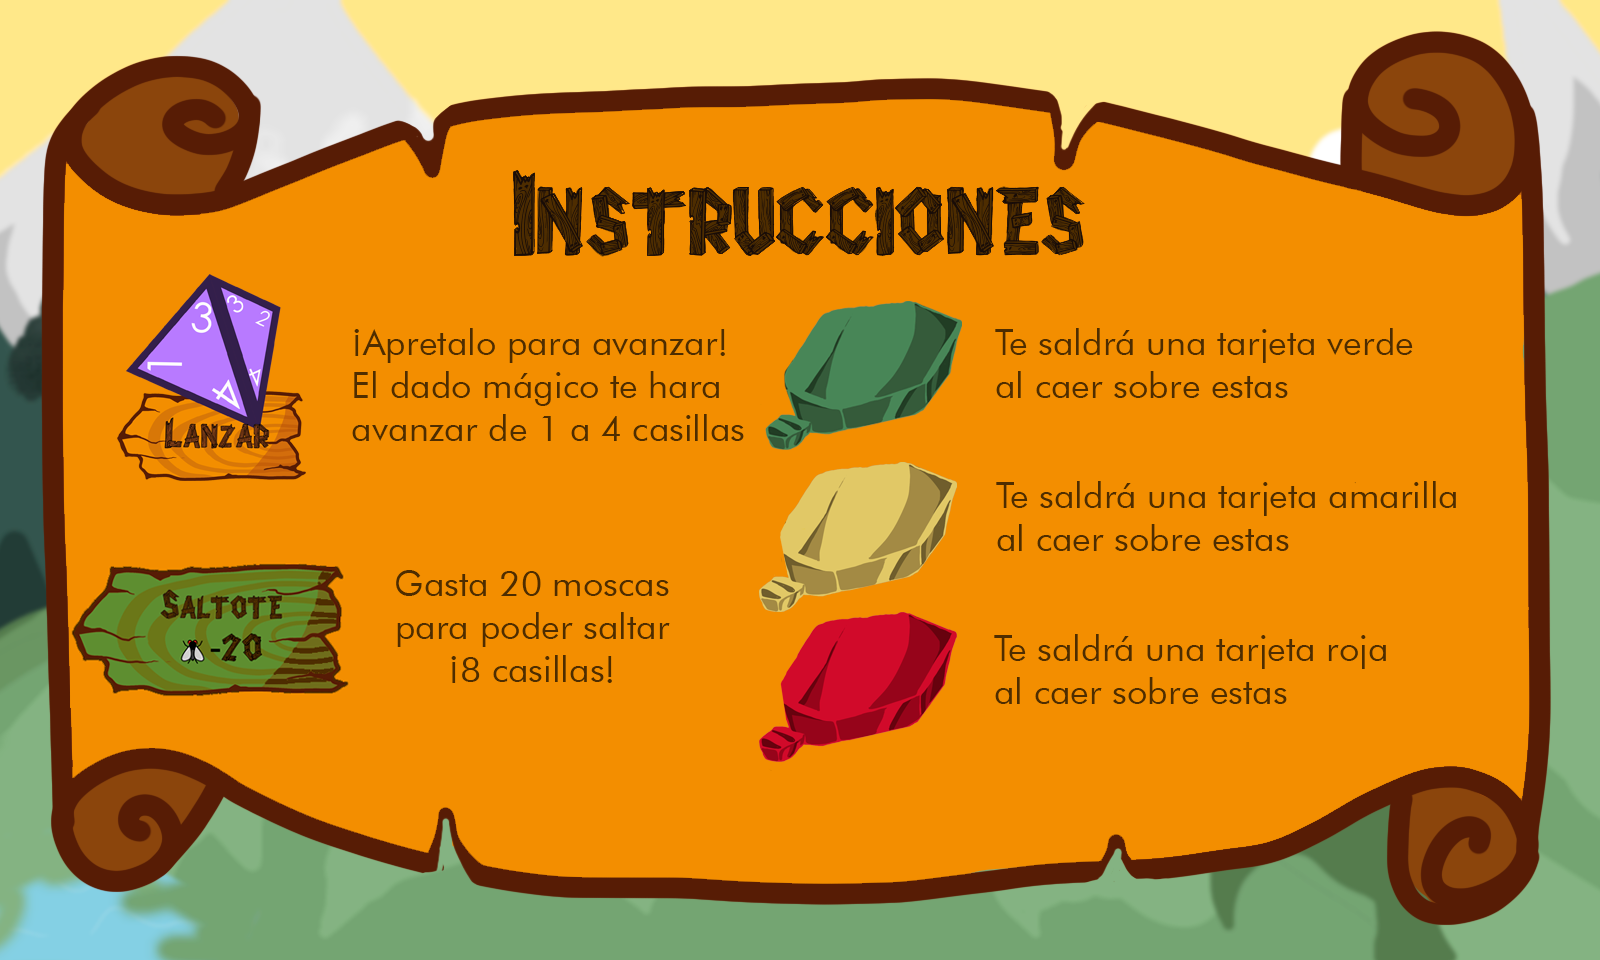 INSTRUCCIONES
3
3
2
1
4
4
LANZAR
¡Apretalo para avanzar!
El dado mágico te hara
avanzar de 1 a 4 casillas
SALTOTE
-20
Gasta 20 moscas
para poder saltar
¡8 casillas!
Te saldrá una tarjeta verde
al caer sobre estas
Te saldrá una tarjeta amarilla
al caer sobre estas
Te saldrá una tarjeta roja
al caer sobre estas